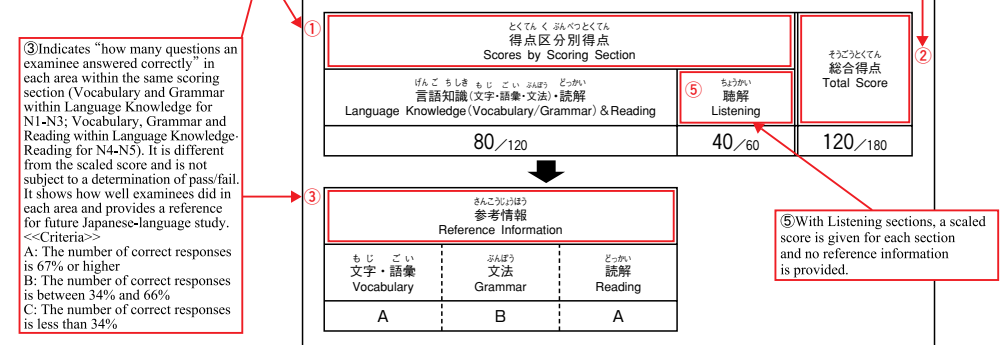 ③Indicates “how many questions an
examinee answered correctly” in
each area within the same scoring
section (Vocabulary and Grammar
within Language Knowledge for
N1-N3; Vocabulary, Grammar and
Reading within Language Knowledge·
Reading for N4-N5). It is different
from the scaled score and is not
subject to a determination of pass/fail.
It shows how well examinees did in
each area and provides a reference
for future Japanese-language study.
<<Criteria>>
A: The number of correct responses
is 67% or higher
B: The number of correct responses
is between 34% and 66%
C: The number of correct responses
is less than 34%
①
とくてん く ぶんべつとくてん
得点区分別得点
Scores by Scoring Section
そうごうとくてん
総合得点
Total Score
②
げん ご ち しき も じ ご い ぶんぽう どっかい
言語知識(文字・語彙・文法)・読解
Language Knowledge(Vocabulary/Grammar)&Reading
⑤
ちょうかい
聴解
Listening
80/120
40/60
120/180
③
さんこうじょうほう
参考情報
Reference Information
も じ ご い
文字・語彙
Vocabulary
ぶんぽう
文法
Grammar
どっかい
読解
Reading
A
B
A
⑤With Listening sections, a scaled
score is given for each section
and no reference information
is provided.